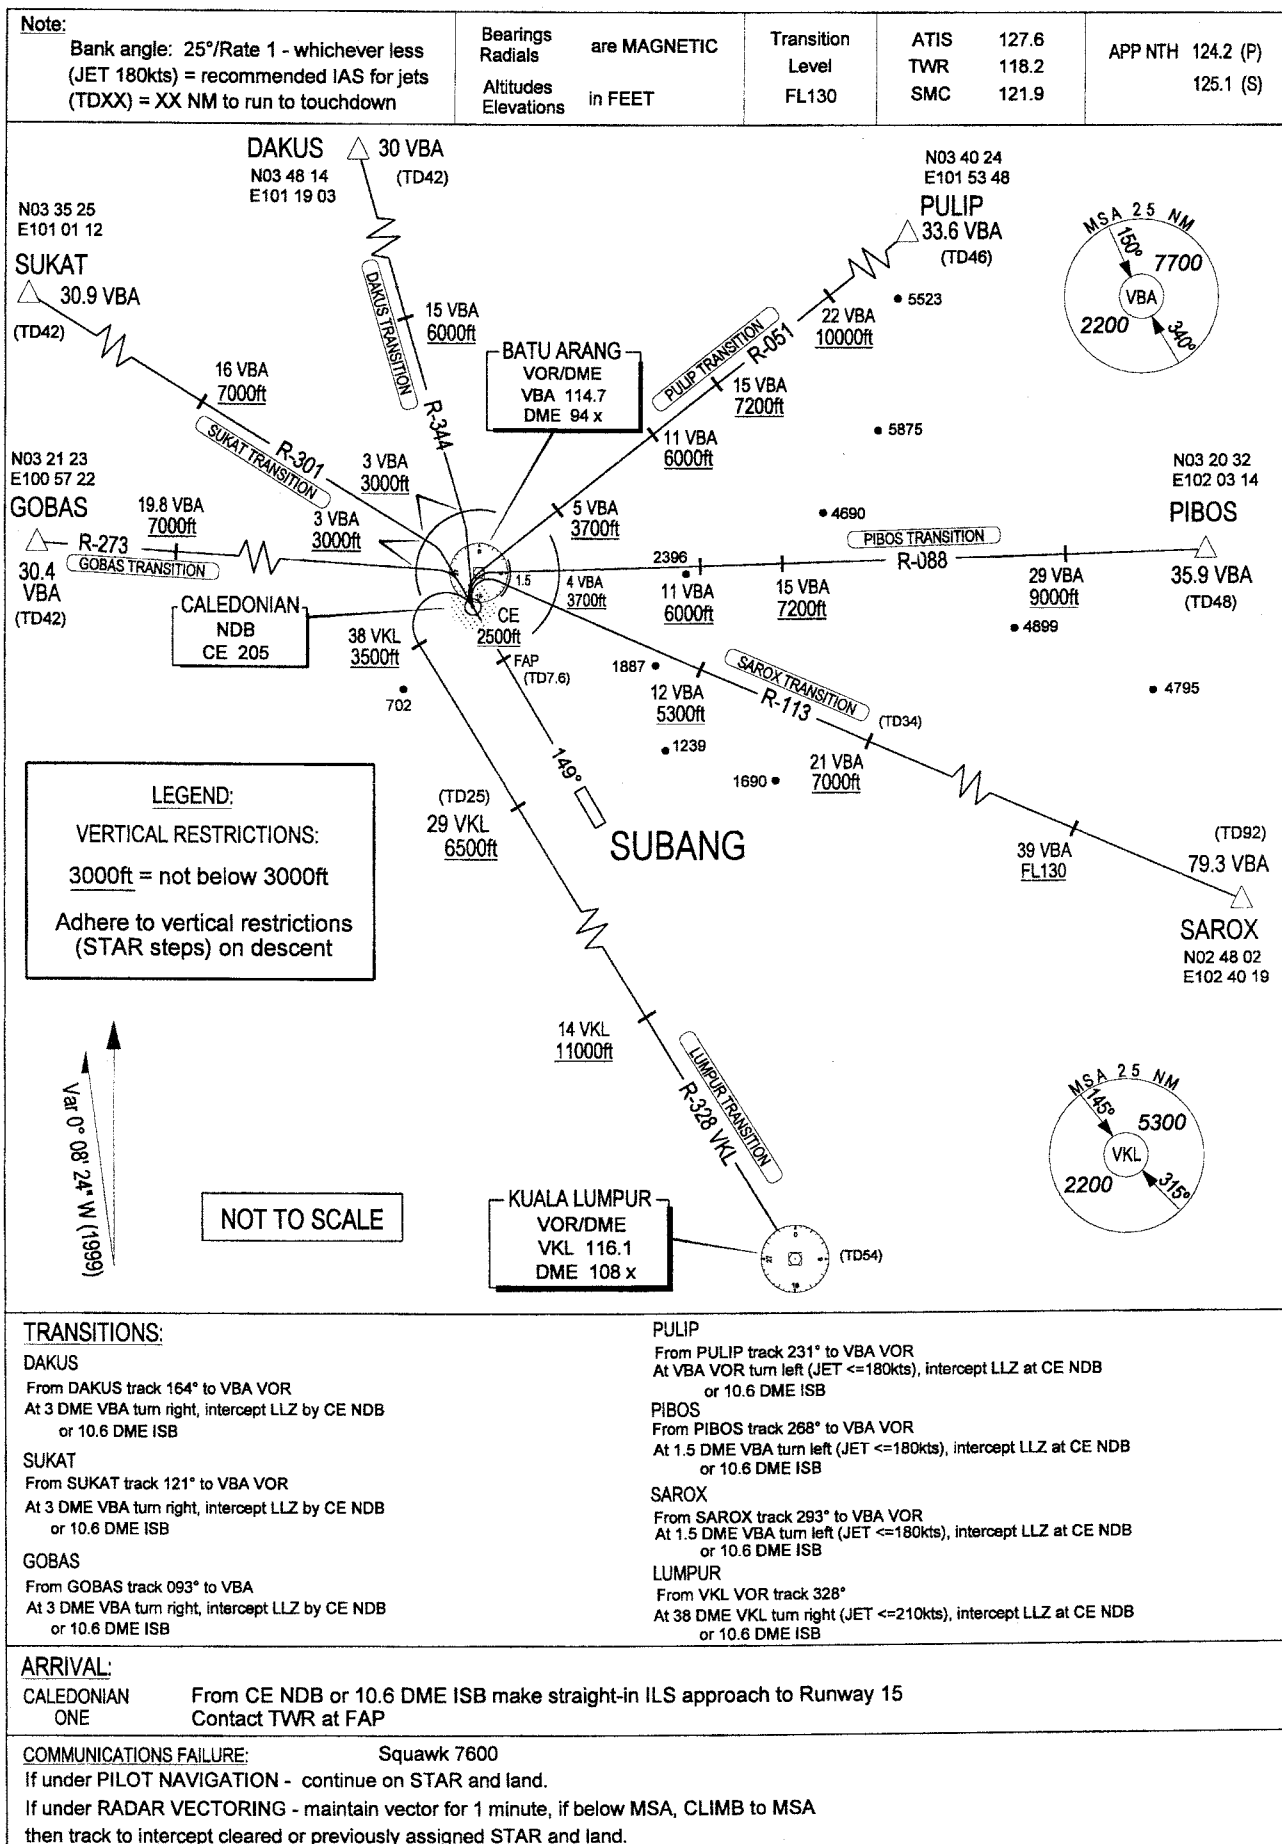 Note:
Bank angle: 25°/Rate 1 - whichever less
(JET 180kts) = recommended IAS for jets
(TDXX) = XX NM to run to touchdown
Bearings
Radials
are MAGNETIC
Altitudes
Elevations
in FEET
Transition
Level
FL130
ATIS 127.6
TWR 118.2
SMC 121.9
APP NTH 124.2 (P)
125.1 (S)
DAKUS
30 VBA
(TD42)
N03 48 14
E101 19 03
N03 35 25
E101 01 12
SUKAT
30.9 VBA
(TD42)
N03 40 24
E101 53 48
PULIP
33.6 VBA
(TD46)
MSA 25 NM
150°
7700
VBA
2200
340°
5523
DAKUS TRANSITION
15 VBA
6000ft
R-344
22 VBA
10000ft
PULIP TRANSITION
R-051
BATU ARANG
VOR/DME
VBA 114.7
DME 94 x
15 VBA
7200ft
16 VBA
7000ft
SUKAT TRANSITION
R-301
11 VBA
6000ft
5875
N03 21 23
E100 57 22
GOBAS
30.4
VBA
(TD42)
R-273
19.8 VBA
7000ft
GOBAS TRANSITION
3 VBA
3000ft
3 VBA
3000ft
5 VBA
3700ft
4690
N03 20 32
E102 03 14
PIBOS
35.9 VBA
(TD48)
PIBOS TRANSITION
R-088
1.5
4 VBA
3700ft
2396
11 VBA
6000ft
15 VBA
7200ft
29 VBA
9000ft
CALEDONIAN
NDB
CE 205
CE
2500ft
4899
38 VKL
3500ft
FAP
(TD7.6)
1887
702
12 VBA
5300ft
SAROX TRANSITION
R-113
(TD34)
4795
149°
1239
1690
21 VBA
7000ft
SUBANG
LEGEND:
VERTICAL RESTRICTIONS:
3000ft = not below 3000ft
Adhere to vertical restrictions
(STAR steps) on descent
(TD25)
29 VKL
6500ft
39 VBA
FL130
(TD92)
79.3 VBA
SAROX
N02 48 02
E102 40 19
14 VKL
11000ft
LUMPUR TRANSITION
R-328 VKL
MSA 25 NM
145°
5300
VKL
2200
315°
Var 0° 08' 24" W (1999)
NOT TO SCALE
KUALA LUMPUR
VOR/DME
VKL 116.1
DME 108 x
(TD54)
TRANSITIONS:
DAKUS
From DAKUS track 164° to VBA VOR
At 3 DME VBA turn right, intercept LLZ by CE NDB
or 10.6 DME ISB
SUKAT
From SUKAT track 121° to VBA VOR
At 3 DME VBA turn right, intercept LLZ by CE NDB
or 10.6 DME ISB
GOBAS
From GOBAS track 093° to VBA
At 3 DME VBA turn right, intercept LLZ by CE NDB
or 10.6 DME ISB
PULIP
From PULIP track 231° to VBA VOR
At VBA VOR turn left (JET <=180kts), intercept LLZ at CE NDB
or 10.6 DME ISB
PIBOS
From PIBOS track 268° to VBA VOR
At 1.5 DME VBA turn left (JET <=180kts), intercept LLZ at CE NDB
or 10.6 DME ISB
SAROX
From SAROX track 293° to VBA VOR
At 1.5 DME VBA turn left (JET <=180kts), intercept LLZ at CE NDB
or 10.6 DME ISB
LUMPUR
From VKL VOR track 328°
At 38 DME VKL turn right (JET <=210kts), intercept LLZ at CE NDB
or 10.6 DME ISB
ARRIVAL:
CALEDONIAN
ONE
From CE NDB or 10.6 DME ISB make straight-in ILS approach to Runway 15
Contact TWR at FAP
COMMUNICATIONS FAILURE: Squawk 7600
If under PILOT NAVIGATION - continue on STAR and land.
If under RADAR VECTORING - maintain vector for 1 minute, if below MSA, CLIMB to MSA
then track to intercept cleared or previously assigned STAR and land.